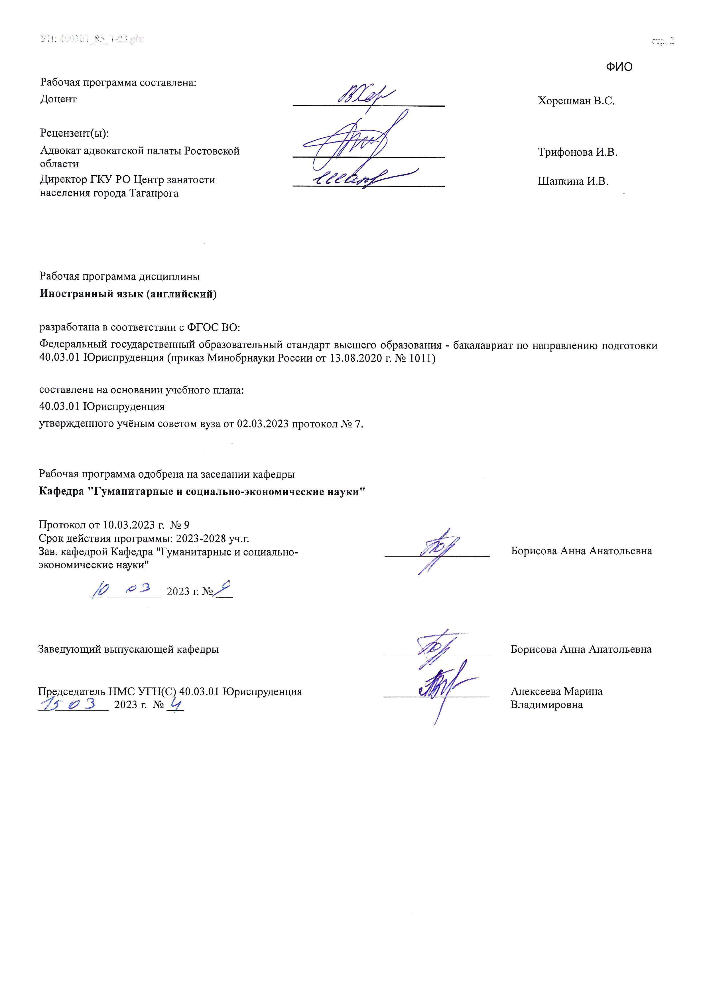 УП: 400301_85_1-23.plx
стр. 2
ФИО
Рабочая программа составлена:
Доцент
Хорешман В.С.
Рецензент(ы):
Адвокат адвокатской палаты Ростовской
области
Трифонова И.В.
Директор ГКУ РО Центр занятости
населения города Таганрога
Шапкина И.В.
Рабочая программа дисциплины
Иностранный язык (английский)
разработана в соответствии с ФГОС ВО:
Федеральный государственный образовательный стандарт высшего образования - бакалавриат по направлению подготовки
40.03.01 Юриспруденция (приказ Минобрнауки России от 13.08.2020 г. № 1011)
составлена на основании учебного плана:
40.03.01 Юриспруденция
утвержденного учёным советом вуза от 02.03.2023 протокол № 7.
Рабочая программа одобрена на заседании кафедры
Кафедра "Гуманитарные и социально-экономические науки"
Протокол от 10.03.2023 г. № 9
Срок действия программы: 2023-2028 уч.г.
Зав. кафедрой Кафедра "Гуманитарные и социально-
экономические науки"
Борисова Анна Анатольевна
10 03 2023 г. № 9
Заведующий выпускающей кафедры
Борисова Анна Анатольевна
Председатель НМС УГН(С) 40.03.01 Юриспруденция
Алексеева Марина
Владимировна
15 03 2023 г. № 4